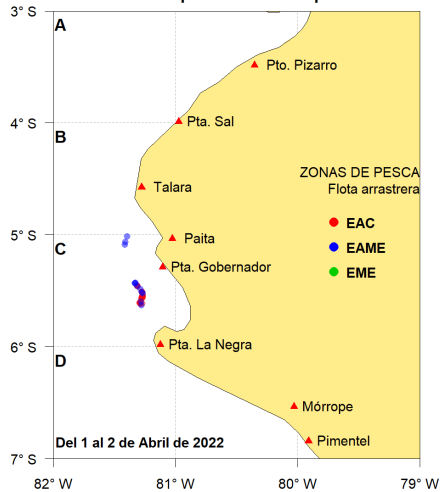 3° S
A
Pto. Pizarro
4° S
Pta. Sal
B
ZONAS DE PESCA
Flota arrastrera
Talara
EAC
5° S
Paita
EAME
C
Pta. Gobernador
EME
6° S
Pta. La Negra
D
Mórrope
Del 1 al 2 de Abril de 2022
Pimentel
7° S
82° W
81° W
80° W
79° W